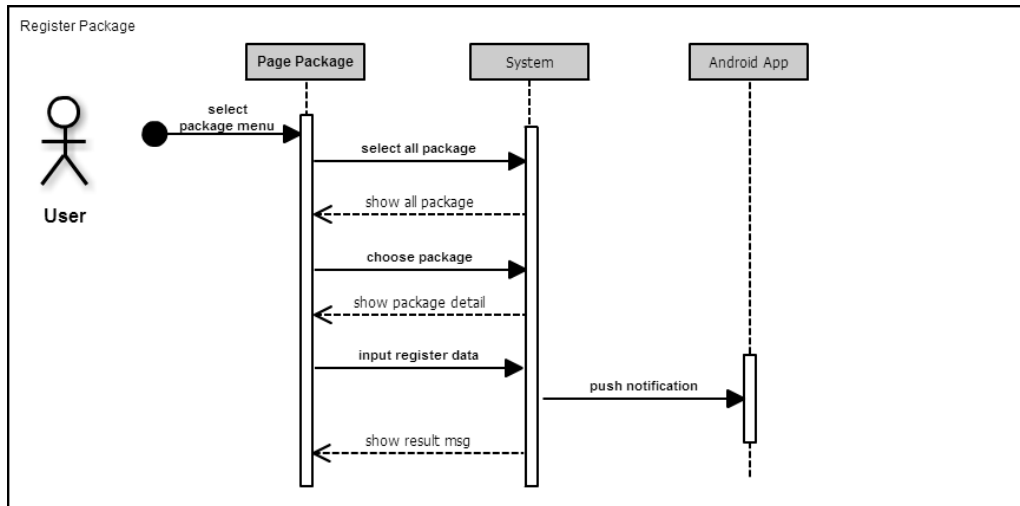 Register Package
Page Package
System
Android App
select
package menu
select all package
show all package
User
choose package
show package detail
input register data
push notification
show result msg